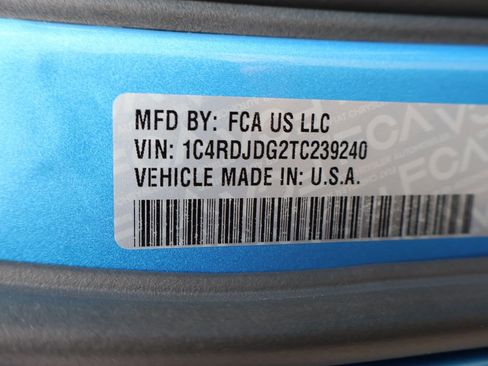 MFD BY: FCA US LLC
VIN: 1C4RDJDG2TC239240
VEHICLE MADE IN: U.S.A.